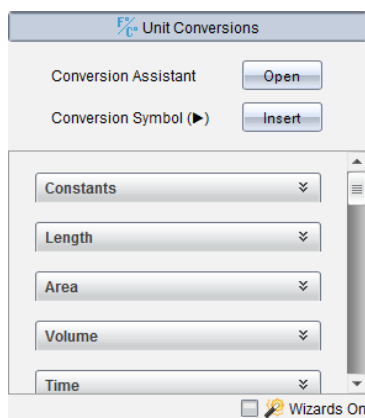 F°/C° Unit Conversions
Conversion Assistant Open
Conversion Symbol (►) Insert
Constants
Length
Area
Volume
Time
Wizards On